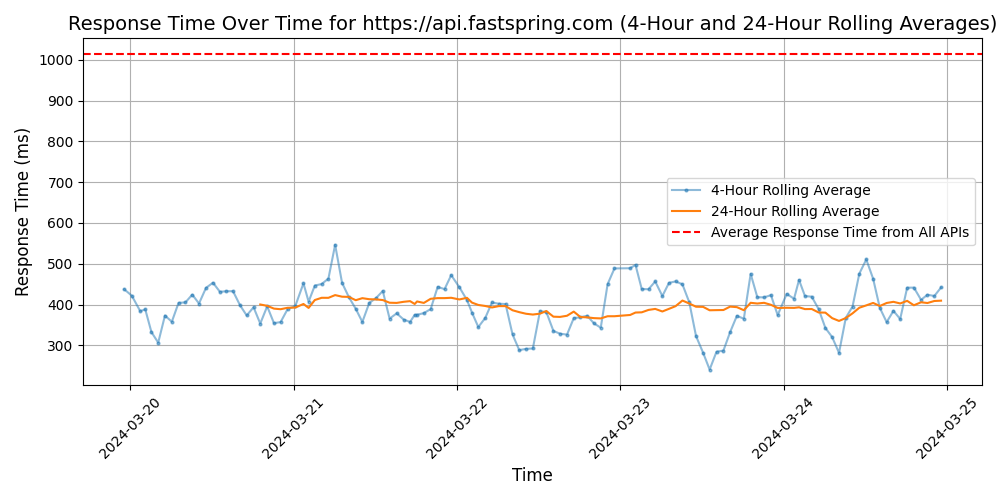 Response Time Over Time for https://api.fastspring.com (4-Hour and 24-Hour Rolling Averages)
Response Time (ms)
1000
900
800
700
600
500
400
300
4-Hour Rolling Average
24-Hour Rolling Average
Average Response Time from All APIs
2024-03-20
2024-03-21
2024-03-22
2024-03-23
2024-03-24
2024-03-25
Time